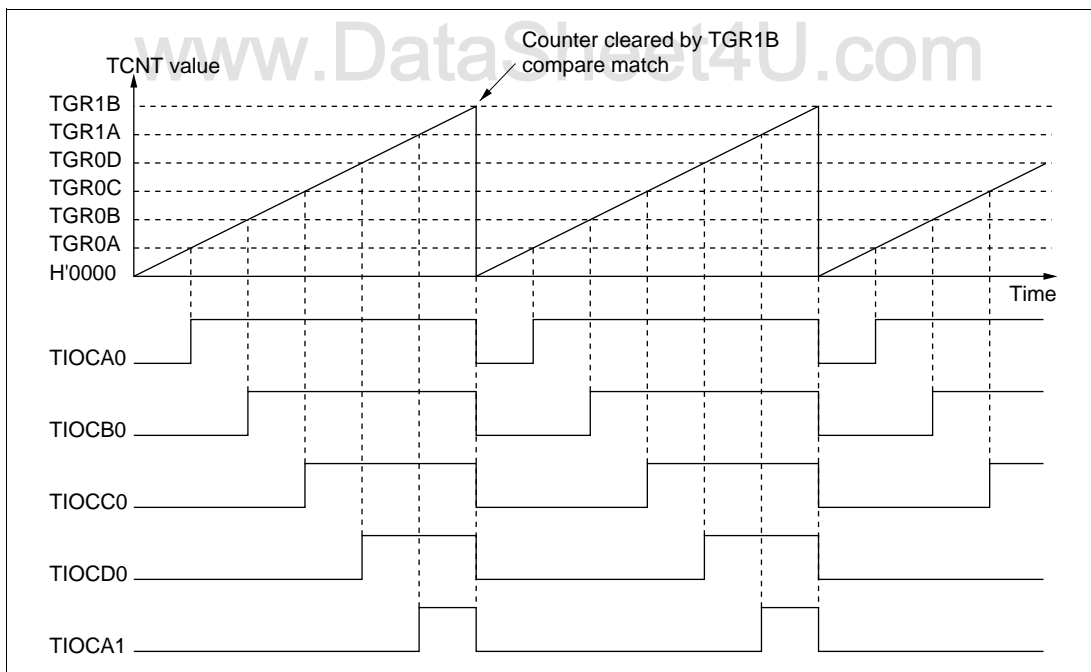 www.DataSheet4U.com
Counter cleared by TGR1B
compare match
TCNT value
TGR1B
TGR1A
TGR0D
TGR0C
TGR0B
TGR0A
H'0000
Time
TIOCA0
TIOCB0
TIOCC0
TIOCD0
TIOCA1